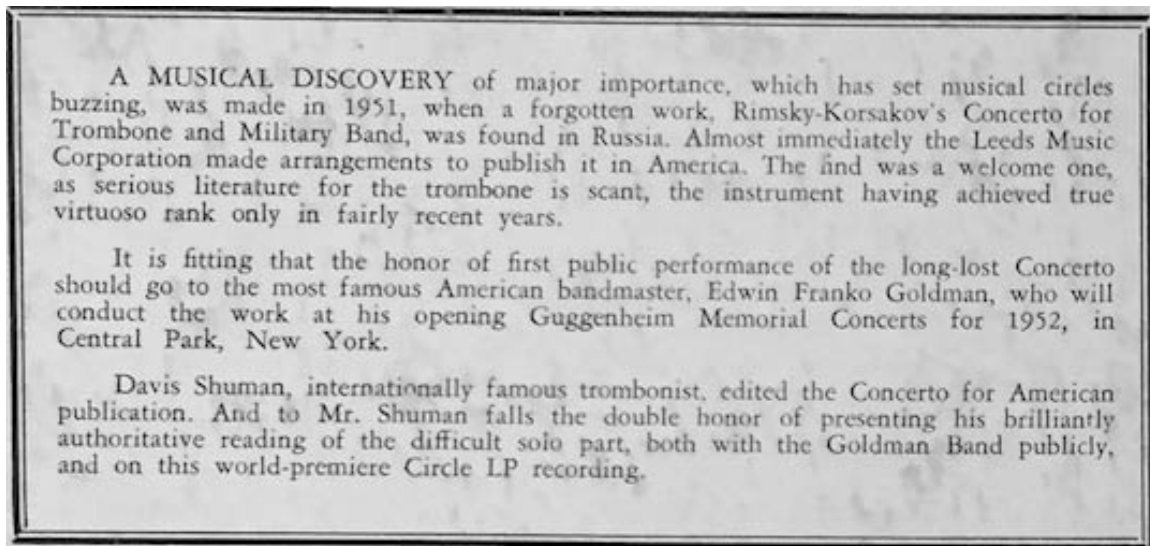 A MUSICAL DISCOVERY of major importance, which has set musical circles
buzzing, was made in 1951, when a forgotten work, Rimsky-Korsakov's Concerto for
Trombone and Military Band, was found in Russia. Almost immediately the Leeds Music
Corporation made arrangements to publish it in America. The find was a welcome one,
as serious literature for the trombone is scant, the instrument having achieved true
virtuoso rank only in fairly recent years.
It is fitting that the honor of first public performance of the long-lost Concerto
should go to the most famous American bandmaster, Edwin Franko Goldman, who will
conduct the work at his opening Guggenheim Memorial Concerts for 1952, in
Central Park, New York.
Davis Shuman, internationally famous trombonist, edited the Concerto for American
publication. And to Mr. Shuman falls the double honor of presenting his brilliantly
authoritative reading of the difficult solo part, both with the Goldman Band publicly,
and on this world-premiere Circle LP recording.